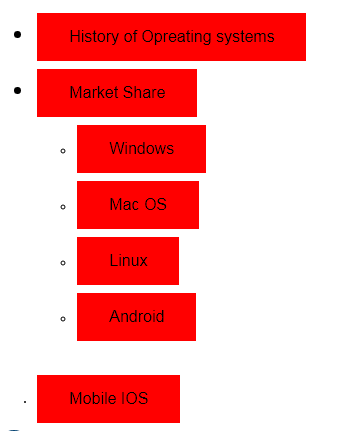 History of Opreating systems
Market Share
Windows
Mac OS
Linux
Android
Mobile IOS